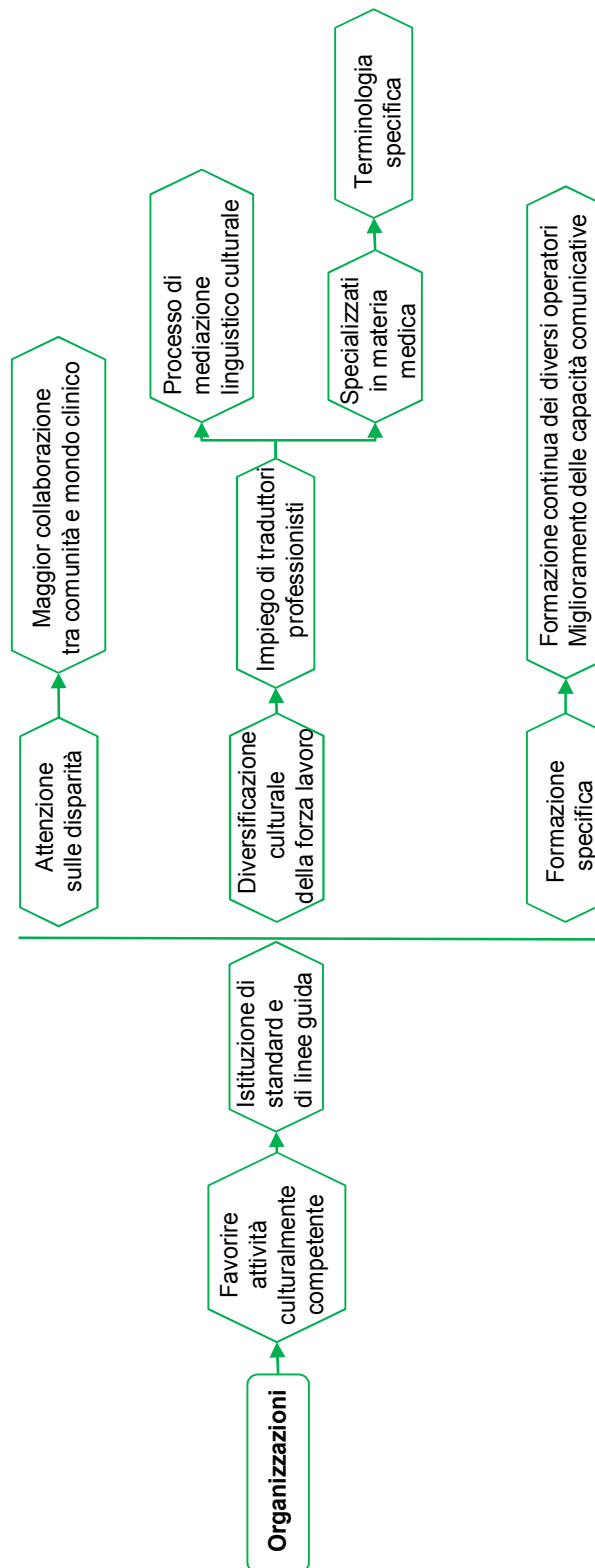 Organizzazioni
Favorire
attività
culturalmente
competente
Istituzione di
standard e
di linee guida
Attenzione
sulle disparità
Maggior collaborazione
tra comunità e mondo clinico
Diversificazione
culturale
della forza lavoro
Impiego di traduttori
professionisti
Processo di
mediazione
linguistico culturale
Specializzati
in materia
medica
Terminologia
specifica
Formazione
specifica
Formazione continua dei diversi operatori
Miglioramento delle capacità comunicative